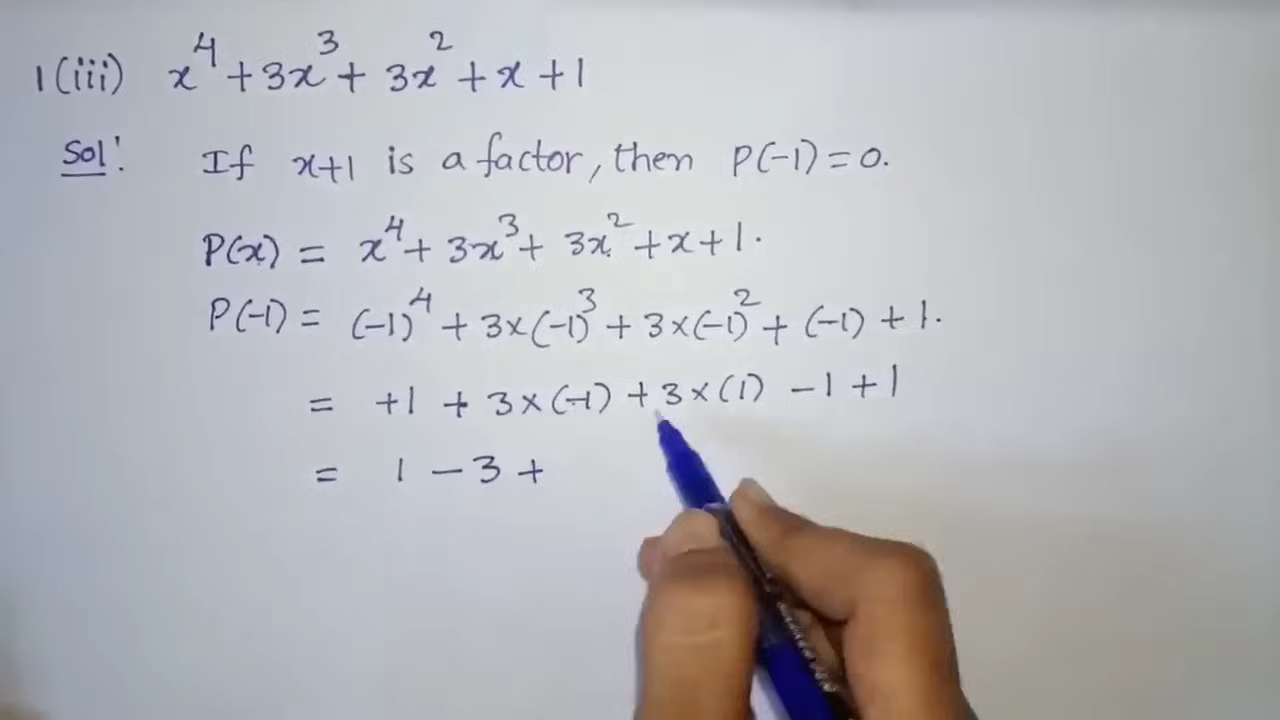 1(iii) x⁴ + 3x³ + 3x² + x + 1
Sol: If x+1 is a factor, then P(-1) = 0.
P(x) = x⁴ + 3x³ + 3x² + x + 1.
P(-1) = (-1)⁴ + 3×(-1)³ + 3×(-1)² + (-1) + 1.
= +1 + 3×(-1) + 3×(1) - 1 + 1
= 1 - 3 +